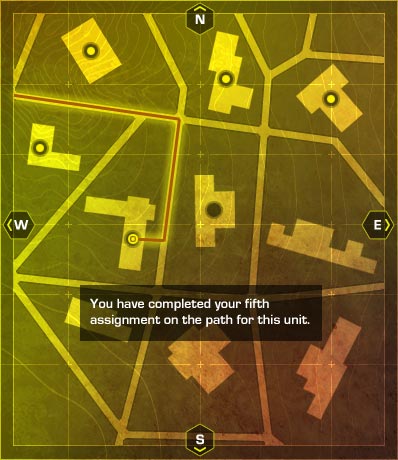 N
W
E
You have completed your fifth
assignment on the path for this unit.
S